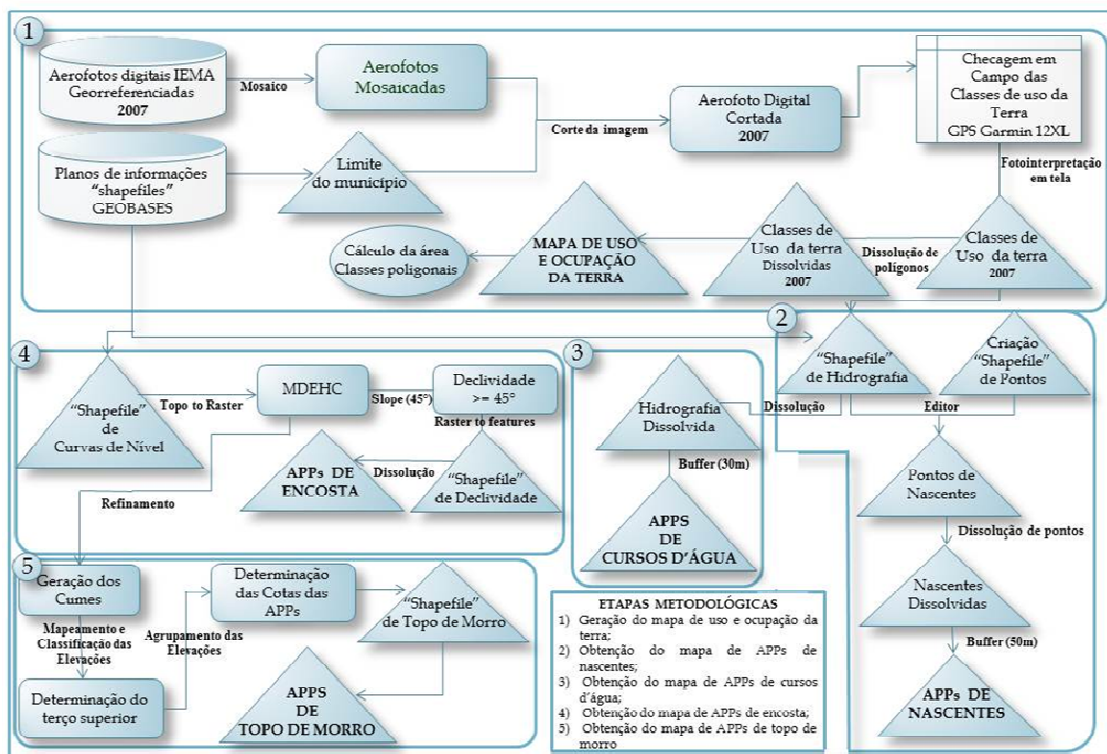 1
Aerofotos digitais IEMA
Georreferenciadas
2007
Mosaico
Aerofotos
Mosaicadas
Corte da imagem
Aerofoto Digital
Cortada
2007
Checagem em
Campo das
Classes de uso da
Terra
GPS Garmin 12XL
Planos de informações
“shapefiles”
GEOBASES
Limite
do município
Fotointerpretação
em tela
Cálculo da área
Classes poligonais
MAPA DE USO
E OCUPAÇÃO
DA TERRA
Classes de
Uso da terra
Dissolvidas
2007
Dissolução de
polígonos
Classes de
Uso da terra
2007
2
“Shapefile”
de Hidrografia
Criação
“Shapefile”
de Pontos
Editor
Pontos de
Nascentes
Dissolução de pontos
Nascentes
Dissolvidas
Buffer (50m)
APPs DE
NASCENTES
3
Dissolução
Hidrografia
Dissolvida
Buffer (30m)
APPS
DE
CURSOS D’ÁGUA
4
“Shapefile”
de
Curvas de Nível
Topo to Raster
MDEHC
Slope (45°)
Declividade
>= 45°
Raster to features
“Shapefile”
de Declividade
Dissolução
APPs DE
ENCOSTA
Refinamento
5
Geração dos
Cumes
Mapeamento e
Classificação das
Elevações
Determinação do
terço superior
Agrupamento das
Elevações
Determinação
das Cotas das
APPs
“Shapefile”
de Topo de Morro
APPS
DE
TOPO DE MORRO
ETAPAS METODOLÓGICAS
1) Geração do mapa de uso e ocupação da
terra;
2) Obtenção do mapa de APPs de
nascentes;
3) Obtenção do mapa de APPs de cursos
d’água;
4) Obtenção do mapa de APPs de encosta;
5) Obtenção do mapa de APPs de topo de
morro